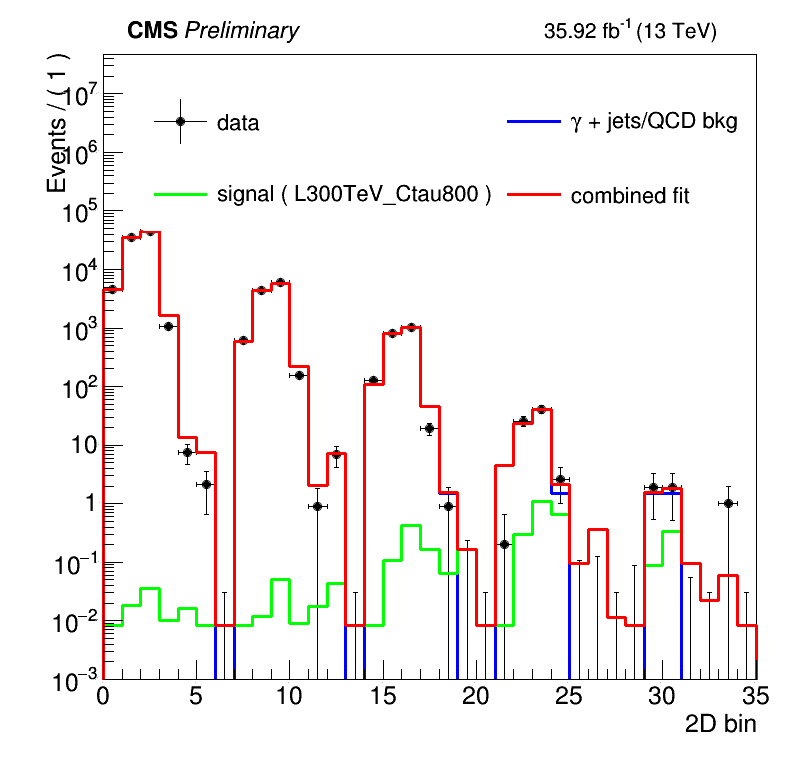 CMS Preliminary 35.92 fb⁻¹ (13 TeV)
Events / ( 1 )
data
γ + jets/QCD bkg
signal ( L300TeV_Ctau800 )
combined fit
10⁷
10⁶
10⁵
10⁴
10³
10²
10
1
10⁻¹
10⁻²
10⁻³
0 5 10 15 20 25 30 35
2D bin